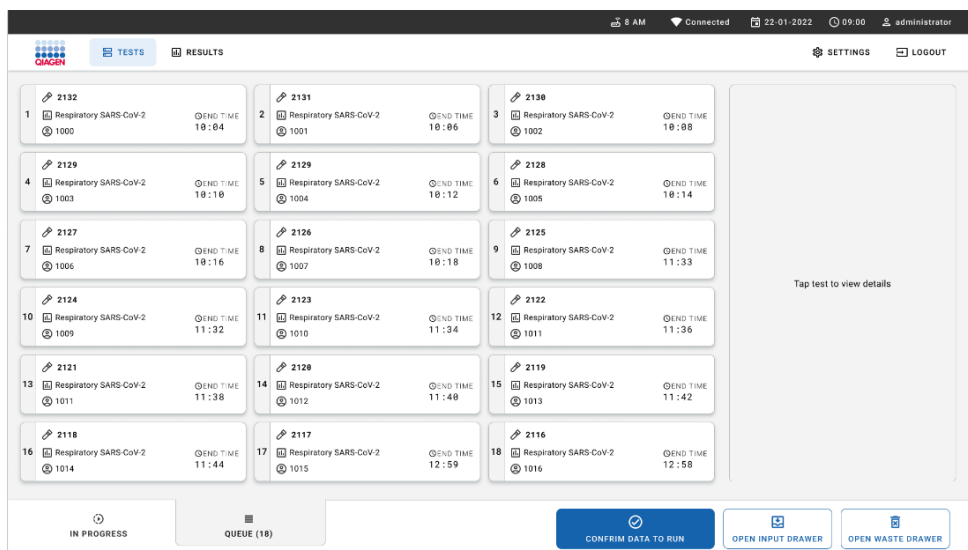 8 AM Connected 22-01-2022 09:00 administrator
QIAGEN TESTS RESULTS SETTINGS LOGOUT
2132 2131 2130
1 Respiratory SARS-CoV-2 END TIME 2 Respiratory SARS-CoV-2 END TIME 3 Respiratory SARS-CoV-2 END TIME
1000 10:04 1001 10:06 1002 10:08
2129 2129 2128
4 Respiratory SARS-CoV-2 END TIME 5 Respiratory SARS-CoV-2 END TIME 6 Respiratory SARS-CoV-2 END TIME
1003 10:10 1004 10:12 1005 10:14
2127 2126 2125
7 Respiratory SARS-CoV-2 END TIME 8 Respiratory SARS-CoV-2 END TIME 9 Respiratory SARS-CoV-2 END TIME
1006 10:16 1007 10:18 1008 11:33
Tap test to view details
2124 2123 2122
10 Respiratory SARS-CoV-2 END TIME 11 Respiratory SARS-CoV-2 END TIME 12 Respiratory SARS-CoV-2 END TIME
1009 11:32 1010 11:34 1011 11:36
2121 2120 2119
13 Respiratory SARS-CoV-2 END TIME 14 Respiratory SARS-CoV-2 END TIME 15 Respiratory SARS-CoV-2 END TIME
1011 11:38 1012 11:40 1013 11:42
2118 2117 2116
16 Respiratory SARS-CoV-2 END TIME 17 Respiratory SARS-CoV-2 END TIME 18 Respiratory SARS-CoV-2 END TIME
1014 11:44 1015 12:59 1016 12:58
IN PROGRESS QUEUE (18) CONFRIM DATA TO RUN OPEN INPUT DRAWER OPEN WASTE DRAWER